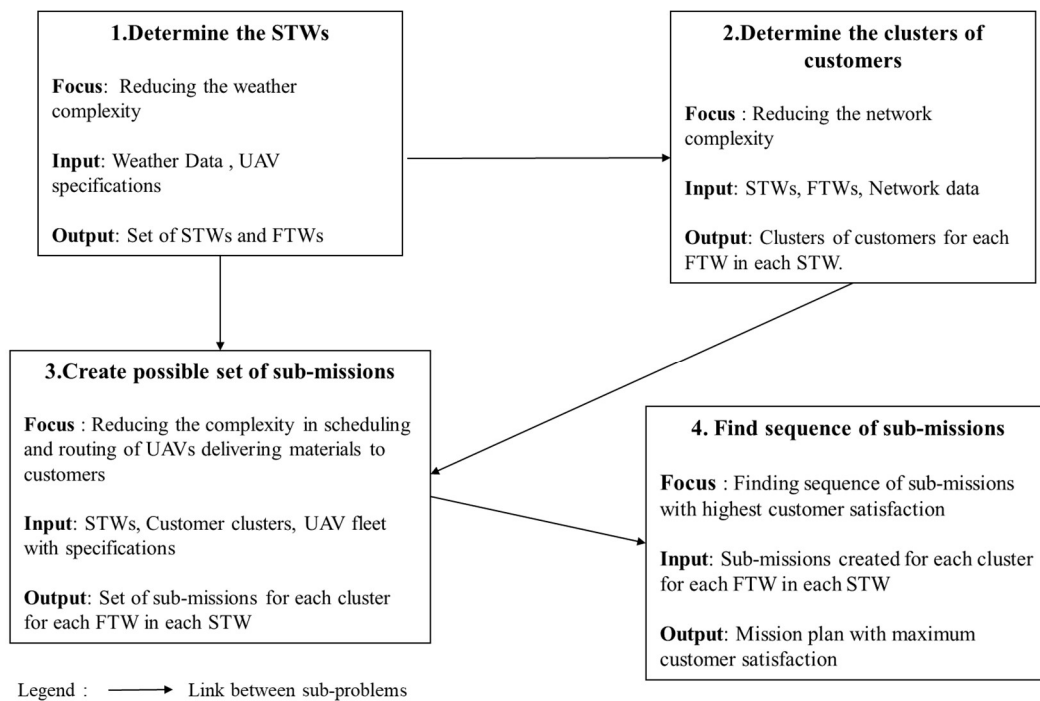 1.Determine the STWs
Focus:  Reducing the weather
complexity
Input: Weather Data , UAV
specifications
Output: Set of STWs and FTWs
2.Determine the clusters of
customers
Focus : Reducing the network
complexity
Input: STWs, FTWs, Network data
Output: Clusters of customers for each
FTW in each STW.
3.Create possible set of sub-missions
Focus : Reducing the complexity in scheduling
and routing of UAVs delivering materials to
customers
Input: STWs, Customer clusters, UAV fleet
with specifications
Output: Set of sub-missions for each cluster
for each FTW in each STW
4. Find sequence of sub-missions
Focus : Finding sequence of sub-missions
with highest customer satisfaction
Input: Sub-missions created for each cluster
for each FTW in each STW
Output: Mission plan with maximum
customer satisfaction
Legend : Link between sub-problems